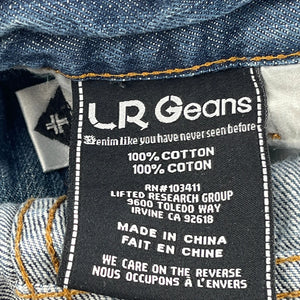 LR Geans
Denim like you have never seen before
100% COTTON
100% COTON
RN#103411
LIFTED RESEARCH GROUP
9600 TOLEDO WAY
IRVINE CA 92618
MADE IN CHINA
FAIT EN CHINE
WE CARE ON THE REVERSE
NOUS OCCUPONS À L'ENVERS